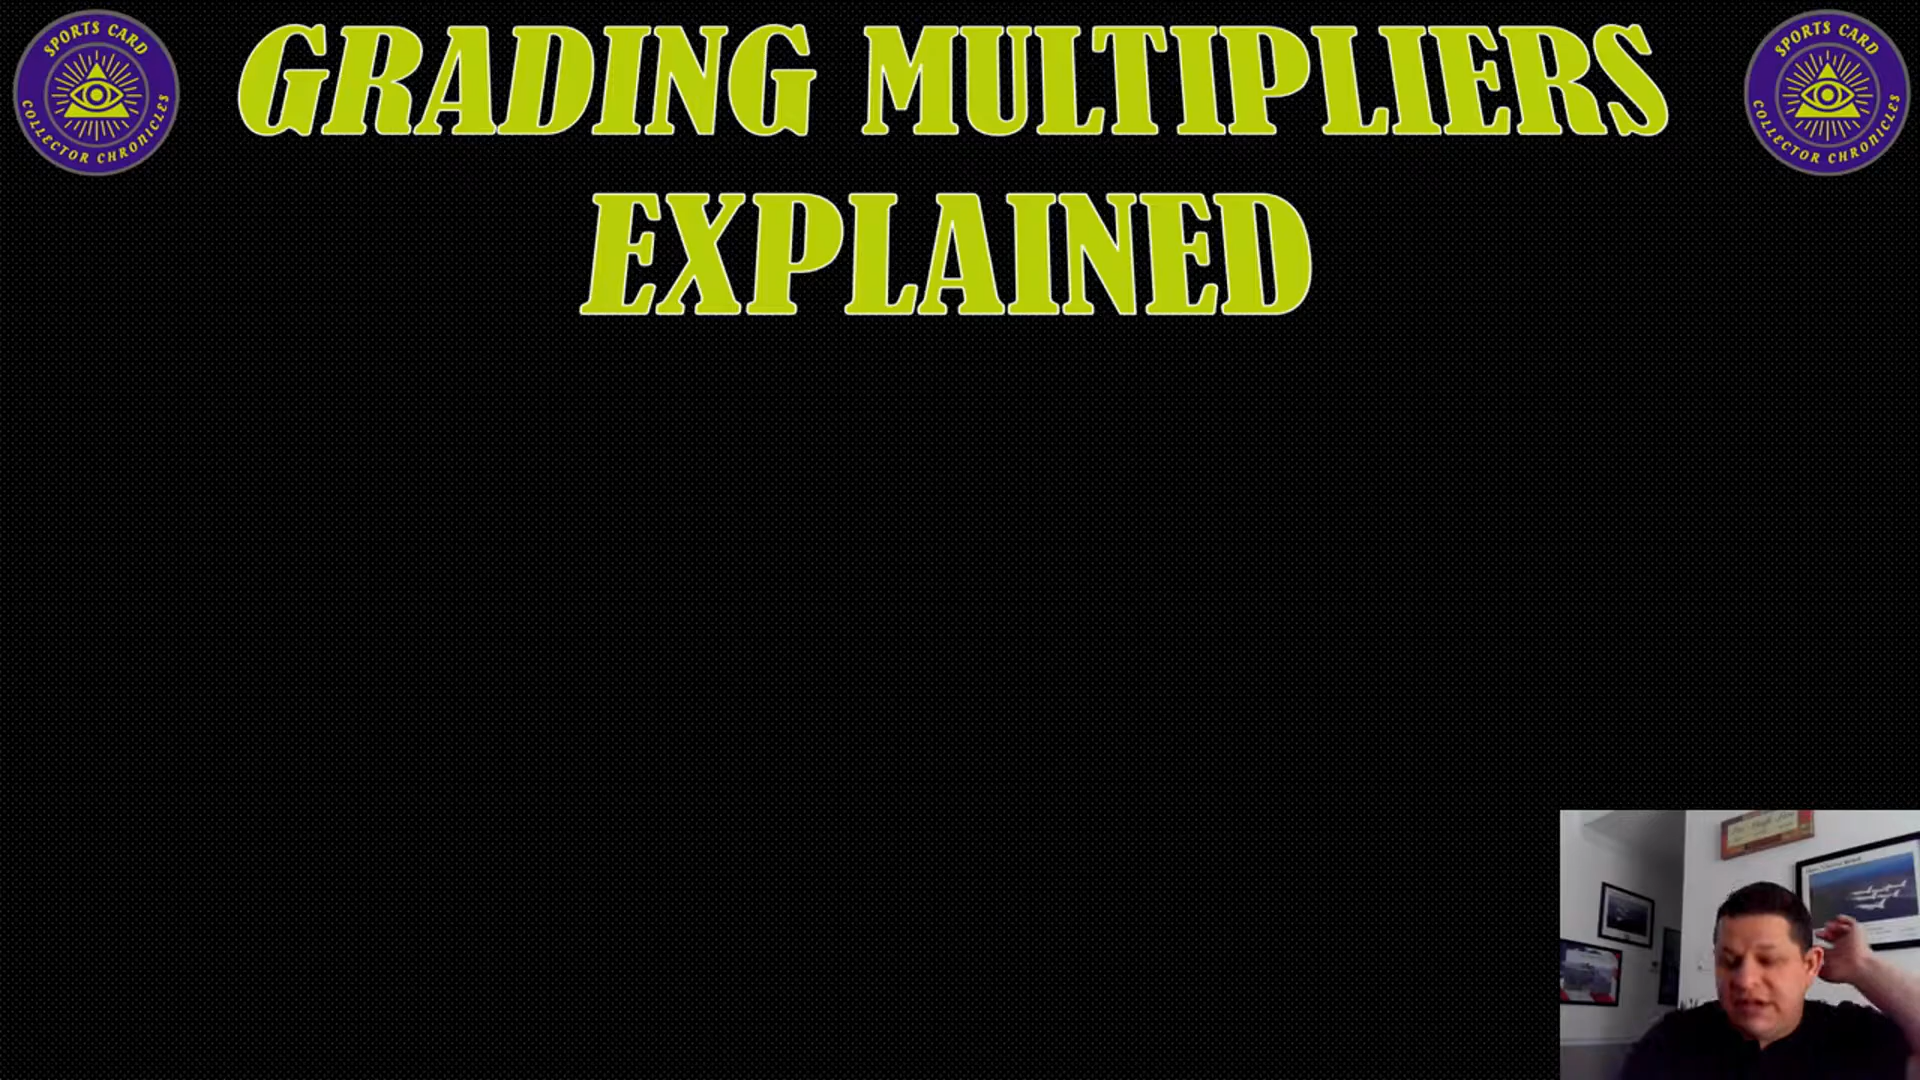 SPORTS CARD
COLLECTOR CHRONICLES
GRADING MULTIPLIERS
EXPLAINED
SPORTS CARD
COLLECTOR CHRONICLES